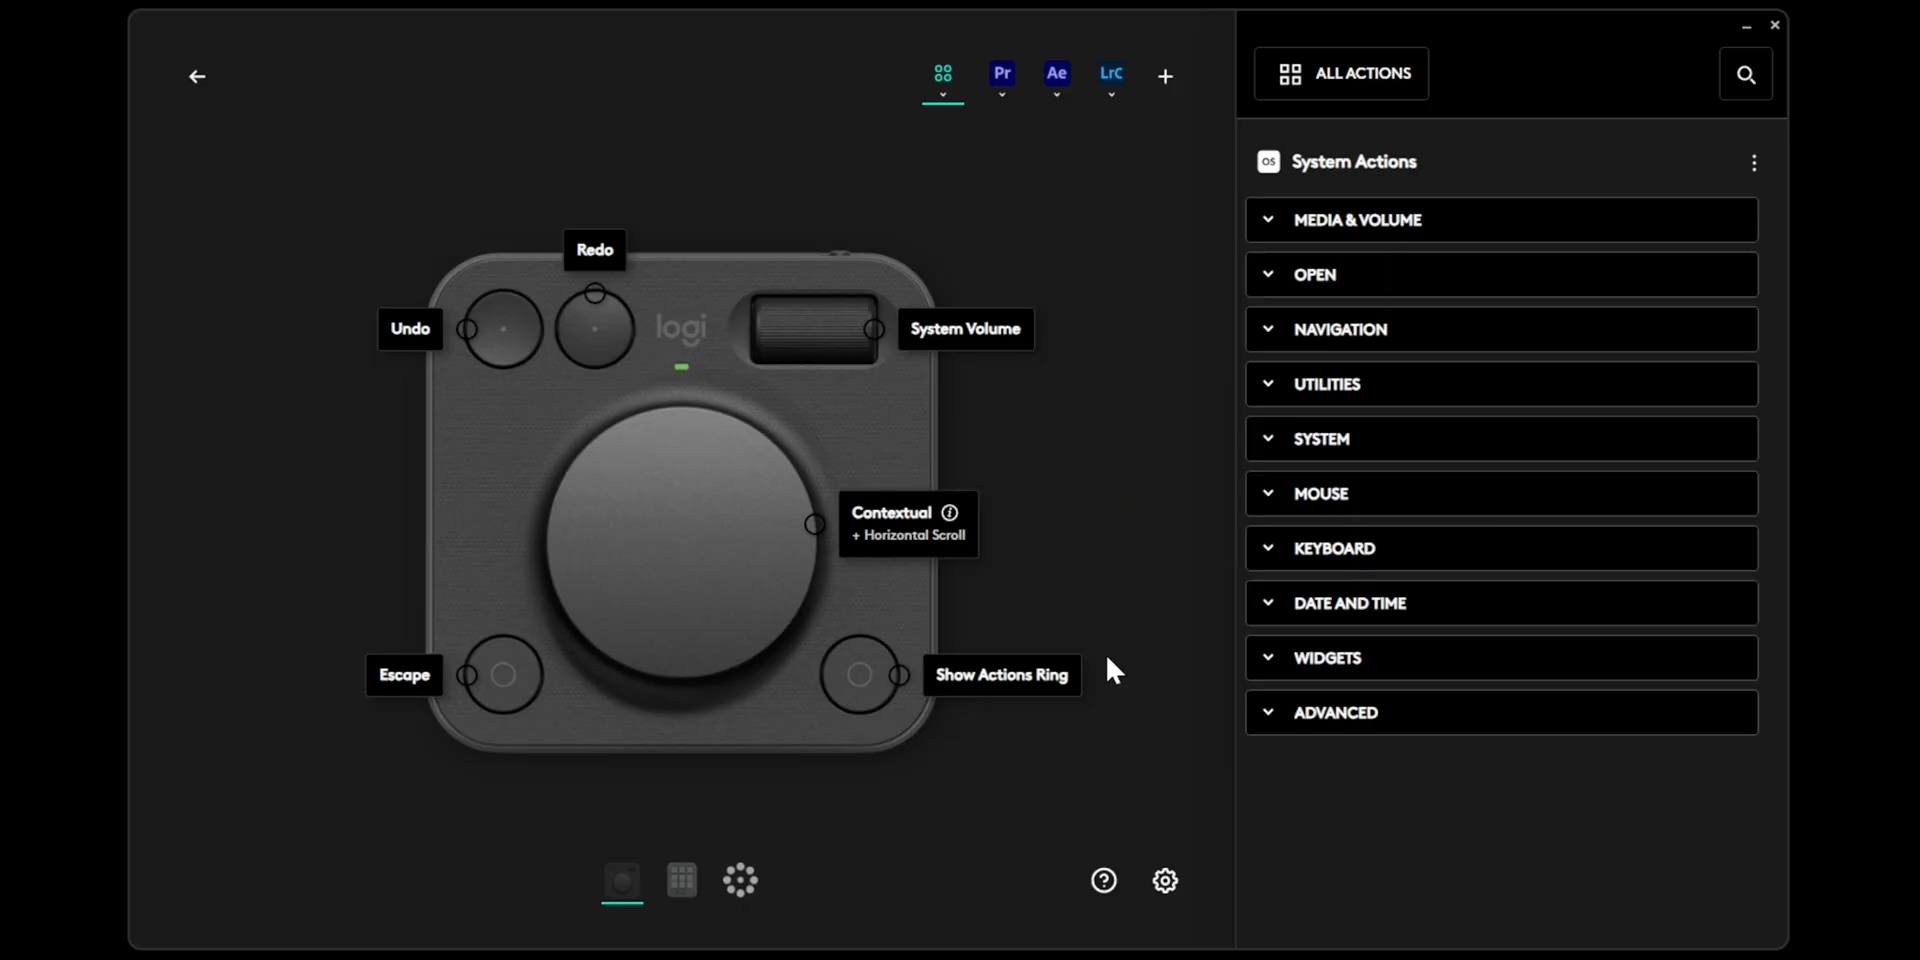 Pr
Ae
LrC
ALL ACTIONS
OS
System Actions
MEDIA & VOLUME
OPEN
NAVIGATION
UTILITIES
SYSTEM
MOUSE
KEYBOARD
DATE AND TIME
WIDGETS
ADVANCED
Redo
Undo
logi
System Volume
Contextual
+ Horizontal Scroll
Escape
Show Actions Ring